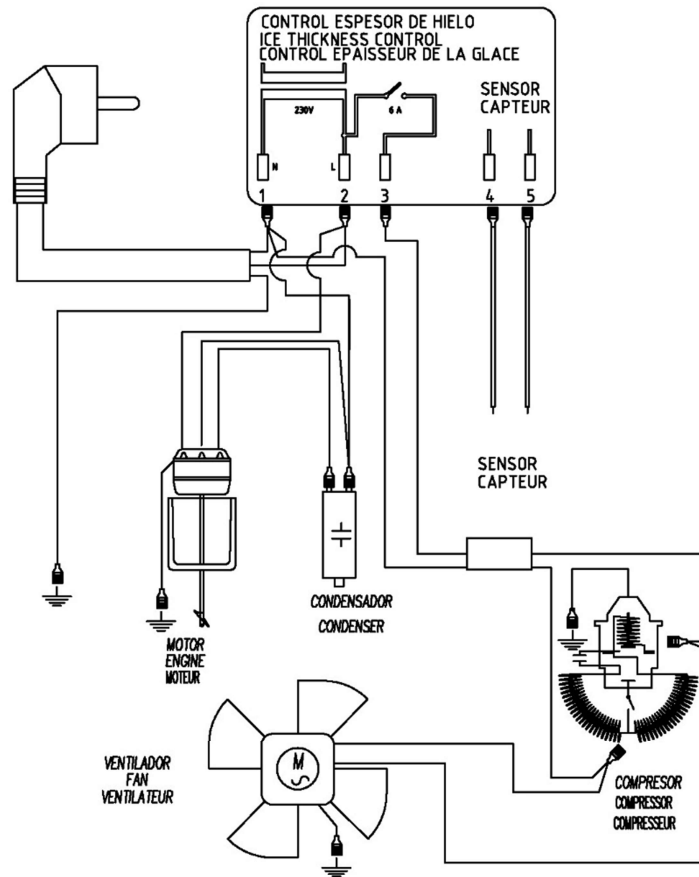 CONTROL ESPESOR DE HIELO
ICE THICKNESS CONTROL
CONTROL EPAISSEUR DE LA GLACE
SENSOR
CAPTEUR
230V
6 A
N
L
1
2
3
4
5
SENSOR
CAPTEUR
CONDENSADOR
CONDENSER
MOTOR
ENGINE
MOTEUR
M
VENTILADOR
FAN
VENTILATEUR
COMPRESOR
COMPRESSOR
COMPRESSEUR